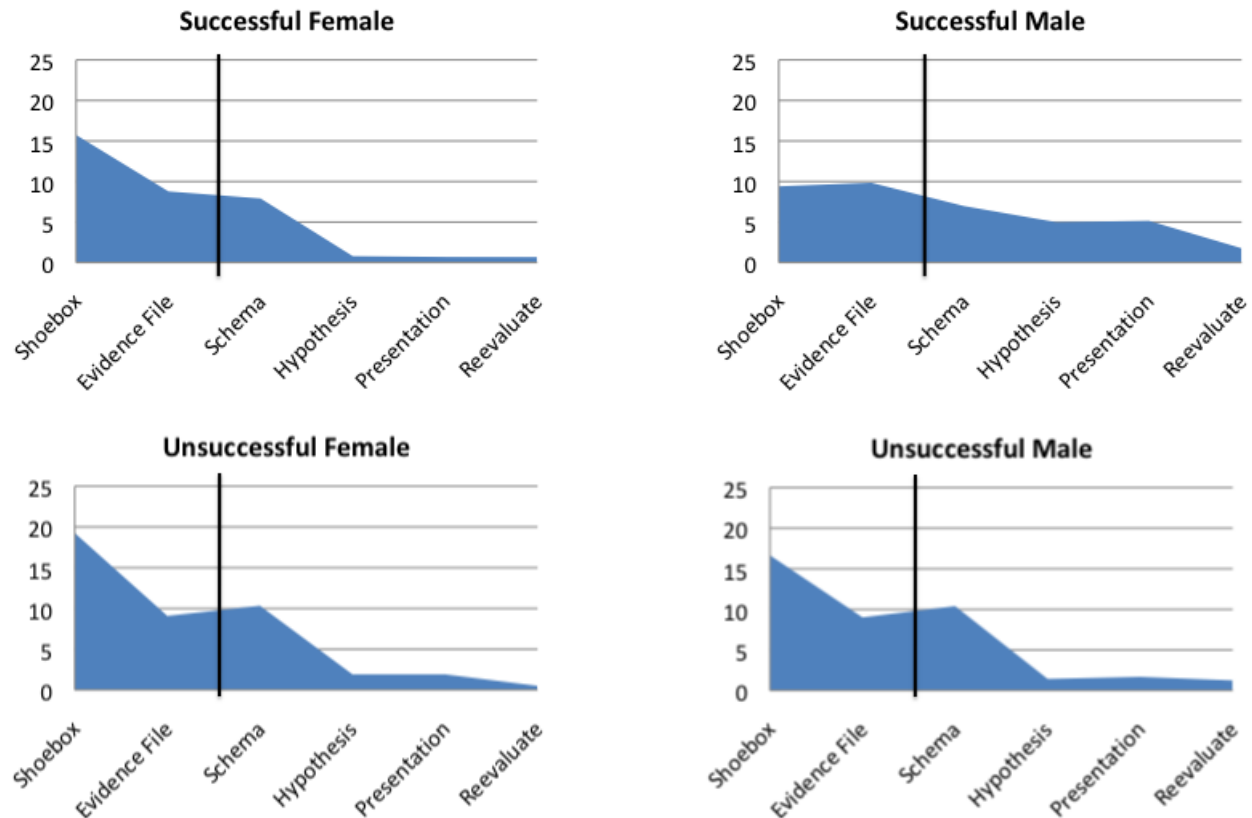 Successful Female
25
20
15
10
5
0
Shoebox
Evidence File
Schema
Hypothesis
Presentation
Reevaluate
Successful Male
25
20
15
10
5
0
Shoebox
Evidence File
Schema
Hypothesis
Presentation
Reevaluate
Unsuccessful Female
25
20
15
10
5
0
Shoebox
Evidence File
Schema
Hypothesis
Presentation
Reevaluate
Unsuccessful Male
25
20
15
10
5
0
Shoebox
Evidence File
Schema
Hypothesis
Presentation
Reevaluate